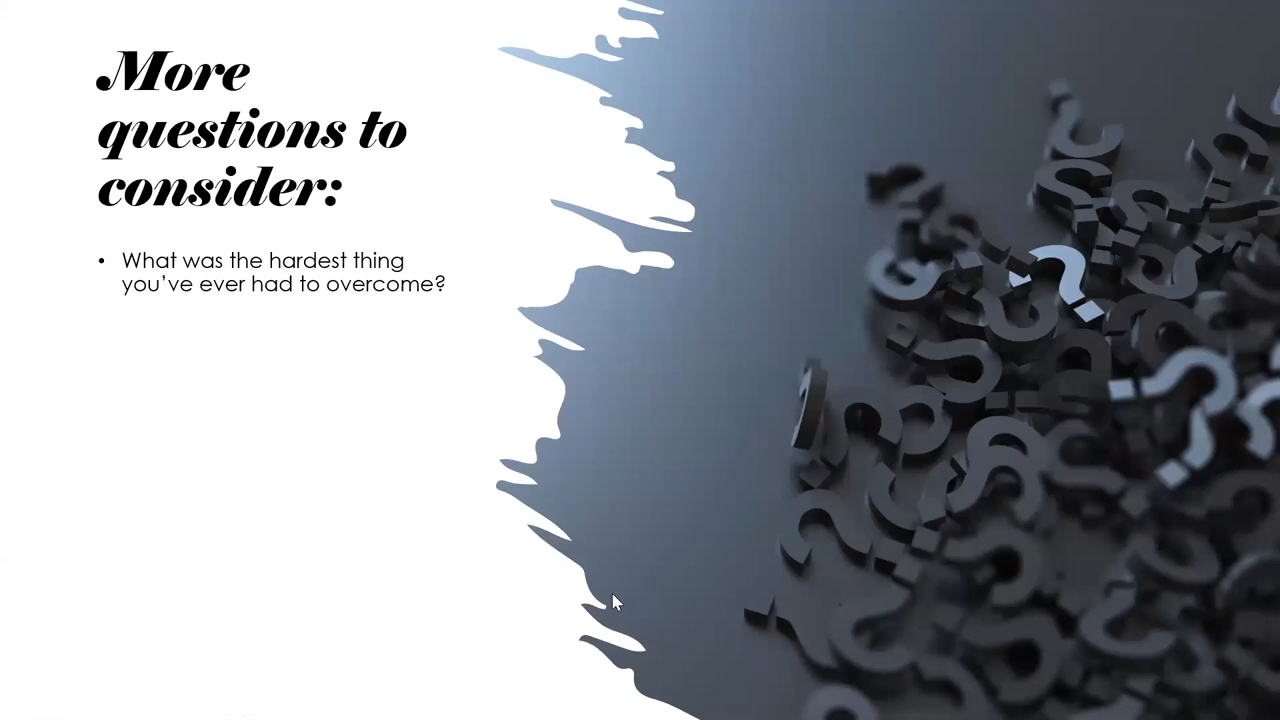 More
questions to
consider:
• What was the hardest thing
you’ve ever had to overcome?